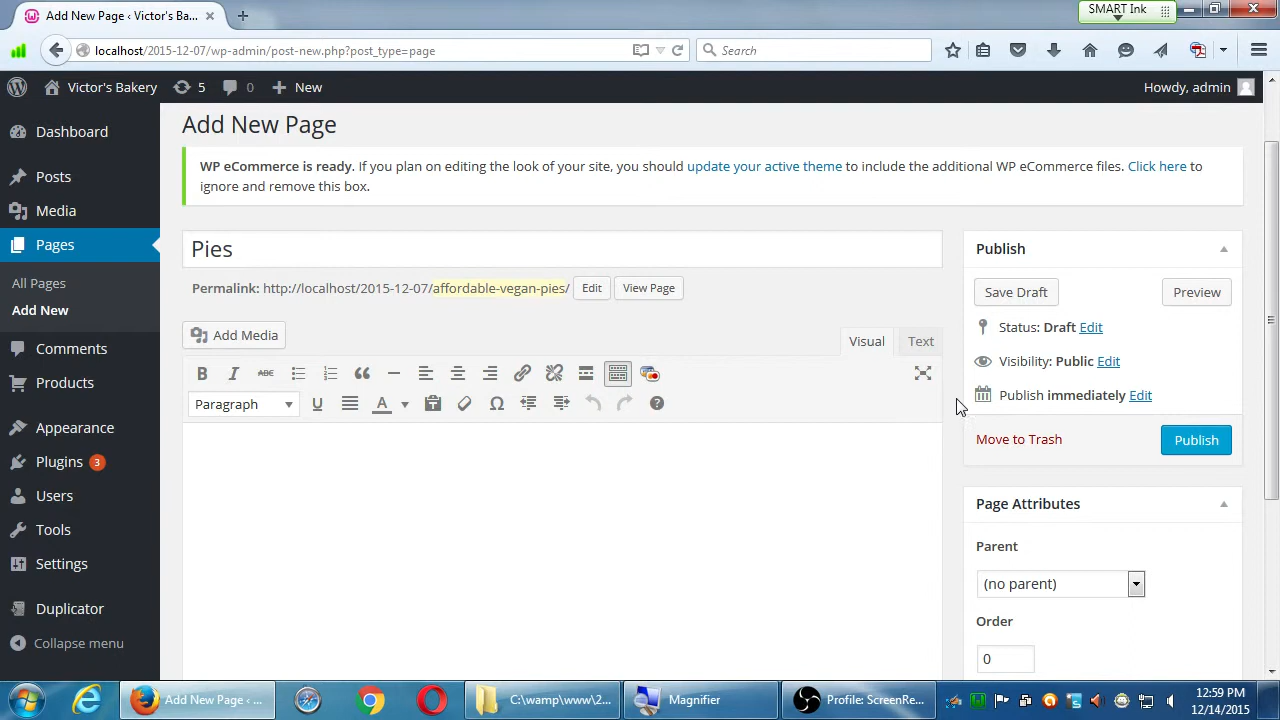 Add New Page ‹ Victor's Ba...
SMART Ink
localhost/2015-12-07/wp-admin/post-new.php?post_type=page
Search
Victor's Bakery
5
0
New
Howdy, admin
Dashboard
Posts
Media
Pages
All Pages
Add New
Comments
Products
Appearance
Plugins 3
Users
Tools
Settings
Duplicator
Collapse menu
Add New Page
WP eCommerce is ready. If you plan on editing the look of your site, you should update your active theme to include the additional WP eCommerce files. Click here to
ignore and remove this box.
Pies
Permalink: http://localhost/2015-12-07/affordable-vegan-pies/ Edit View Page
Add Media
Visual Text
B I ABC
Paragraph U A Ω ?
Publish
Save Draft Preview
Status: Draft Edit
Visibility: Public Edit
Publish immediately Edit
Move to Trash Publish
Page Attributes
Parent
(no parent)
Order
0
Add New Page ‹ ...
C:\wamp\www\2...
Magnifier
Profile: ScreenRe...
12:59 PM
12/14/2015